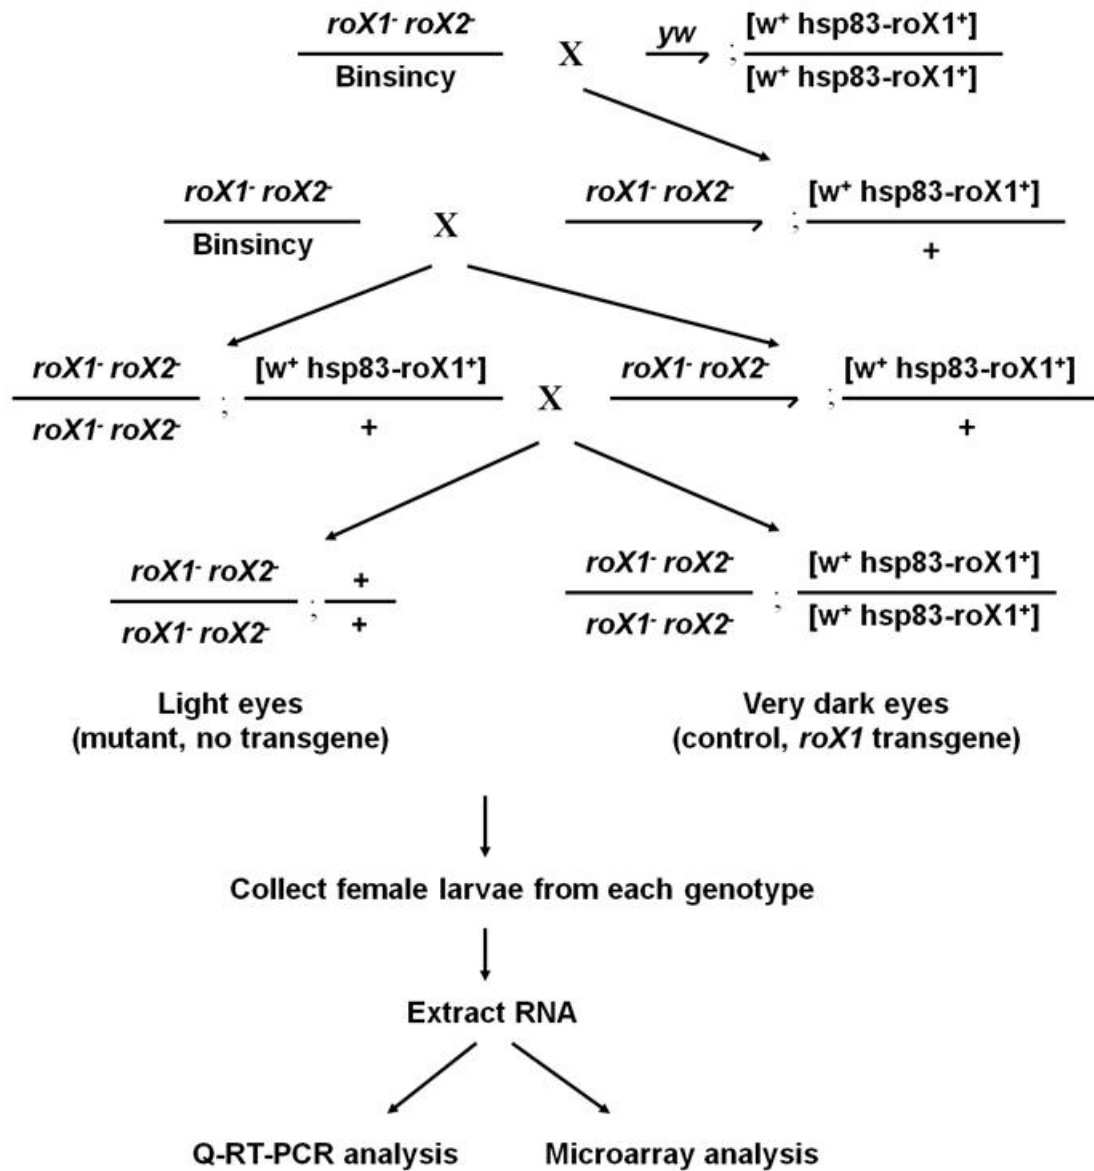 roX1⁻ roX2⁻ X yw ; [w⁺ hsp83-roX1⁺]
Binsincy [w⁺ hsp83-roX1⁺]
roX1⁻ roX2⁻ X roX1⁻ roX2⁻ ; [w⁺ hsp83-roX1⁺]
Binsincy +
roX1⁻ roX2⁻ ; [w⁺ hsp83-roX1⁺] X roX1⁻ roX2⁻ ; [w⁺ hsp83-roX1⁺]
roX1⁻ roX2⁻ + +
roX1⁻ roX2⁻ ; + roX1⁻ roX2⁻ ; [w⁺ hsp83-roX1⁺]
roX1⁻ roX2⁻ + roX1⁻ roX2⁻ [w⁺ hsp83-roX1⁺]
Light eyes
(mutant, no transgene)
Very dark eyes
(control, roX1 transgene)
Collect female larvae from each genotype
Extract RNA
Q-RT-PCR analysis
Microarray analysis